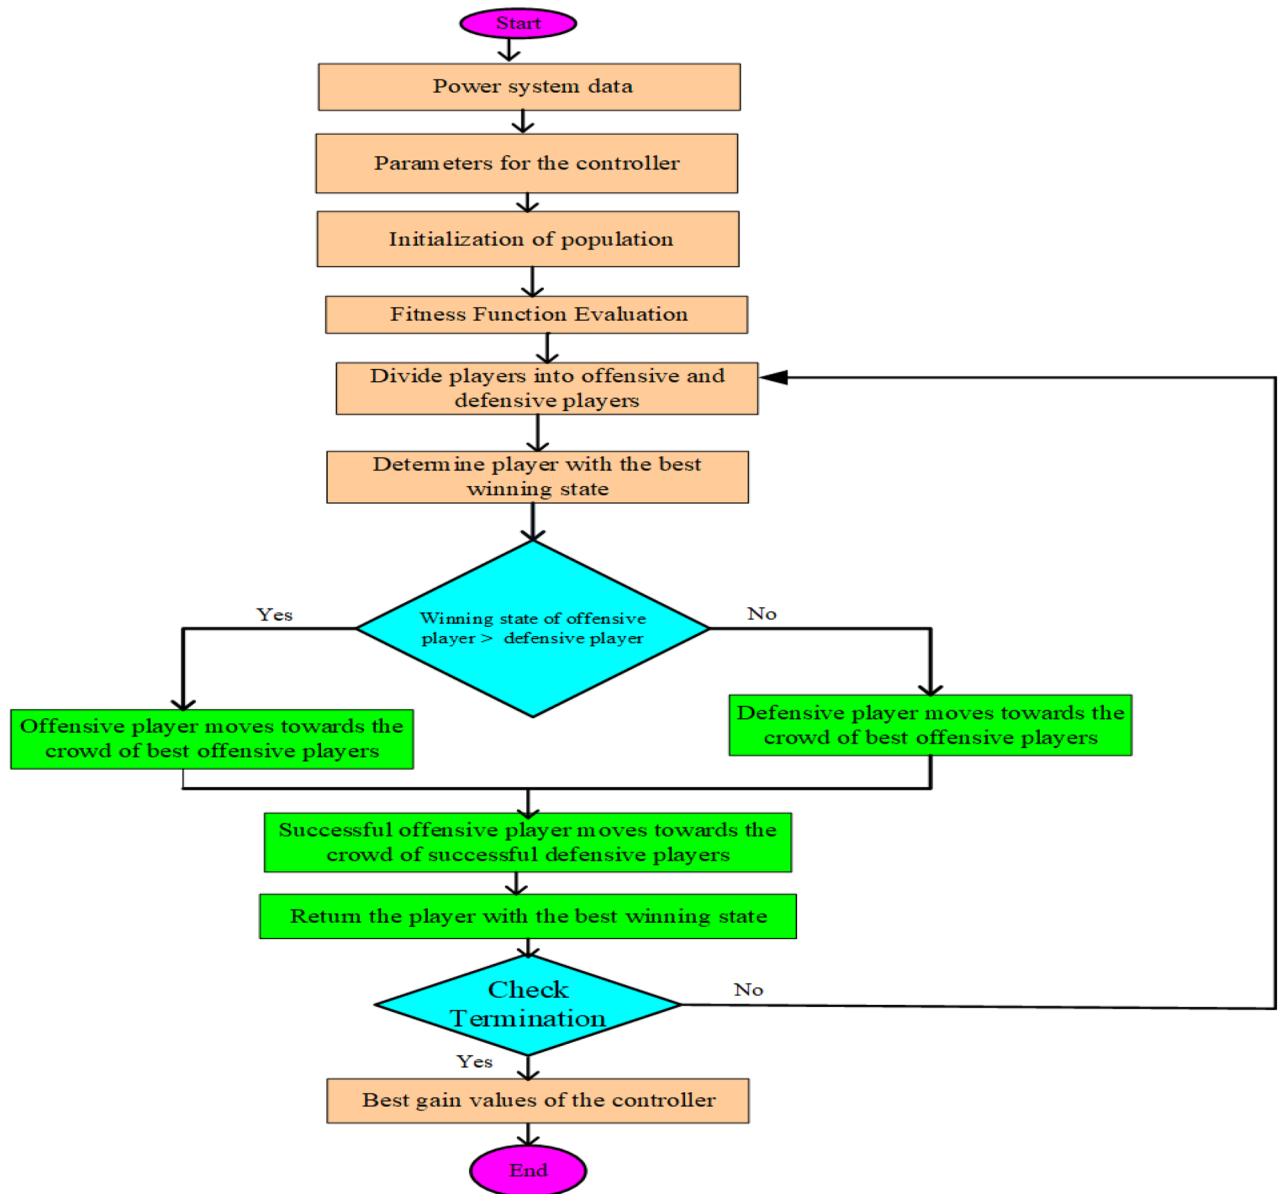 Start
Power system data
Parameters for the controller
Initialization of population
Fitness Function Evaluation
Divide players into offensive and
defensive players
Determine player with the best
winning state
Winning state of offensive
player > defensive player
Yes
No
Offensive player moves towards the
crowd of best offensive players
Defensive player moves towards the
crowd of best offensive players
Successful offensive player moves towards the
crowd of successful defensive players
Return the player with the best winning state
Check
Termination
No
Yes
Best gain values of the controller
End